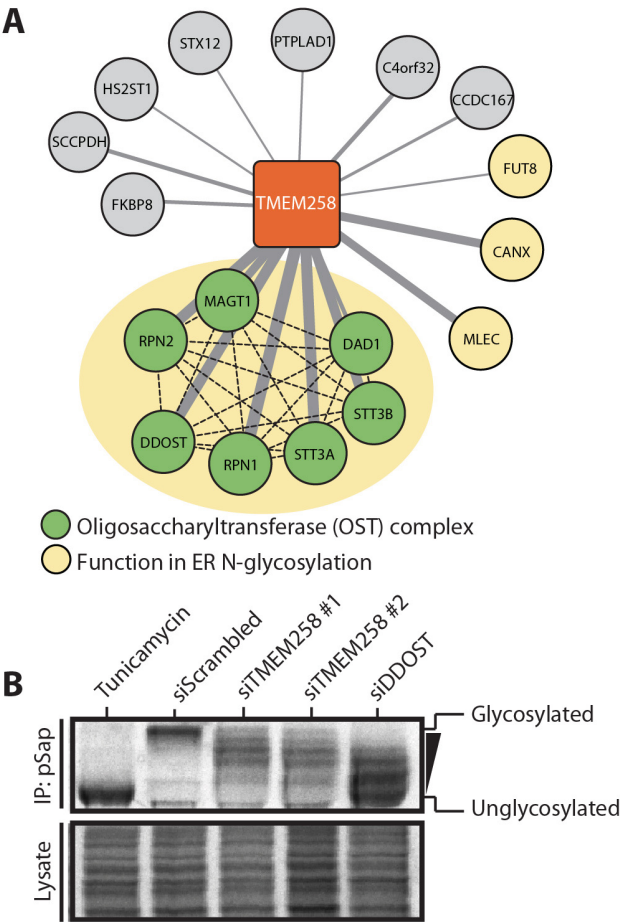 A
STX12
PTPLAD1
C4orf32
HS2ST1
CCDC167
SCCPDH
FUT8
FKBP8
TMEM258
CANX
MAGT1
RPN2
DAD1
MLEC
STT3B
DDOST
RPN1
STT3A
Oligosaccharyltransferase (OST) complex
Function in ER N-glycosylation
B
Tunicamycin
siScrambled
siTMEM258 #1
siTMEM258 #2
siDDOST
IP: pSap
Glycosylated
Unglycosylated
Lysate